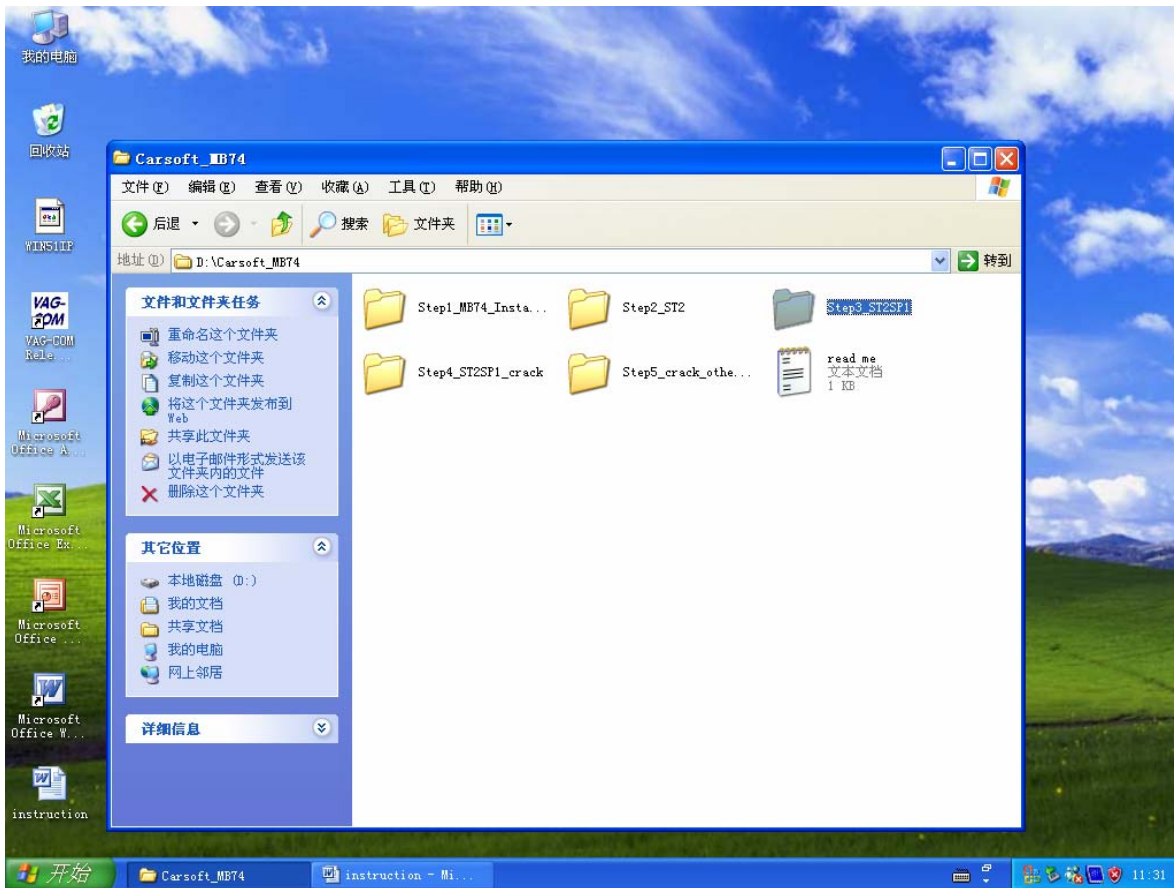 我的电脑
回收站
WIN51IP
VAG-
COM
VAG-COM
Rele...
Microsoft
Office A...
Microsoft
Office Ex...
Microsoft
Office ...
Microsoft
Office W...
instruction
Carsoft_MB74
文件(F) 编辑(E) 查看(V) 收藏(A) 工具(T) 帮助(H)
后退 搜索 文件夹
地址(D) D:\Carsoft_MB74 转到
文件和文件夹任务
重命名这个文件夹
移动这个文件夹
复制这个文件夹
将这个文件夹发布到
Web
共享此文件夹
以电子邮件形式发送该
文件夹内的文件
删除这个文件夹
其它位置
本地磁盘 (D:)
我的文档
共享文档
我的电脑
网上邻居
详细信息
Step1_MB74_Insta...
Step2_ST2
Step3_ST2SP1
Step4_ST2SP1_crack
Step5_crack_othe...
read me
文本文档
1 KB
开始 Carsoft_MB74 instruction - Mi... 11:31